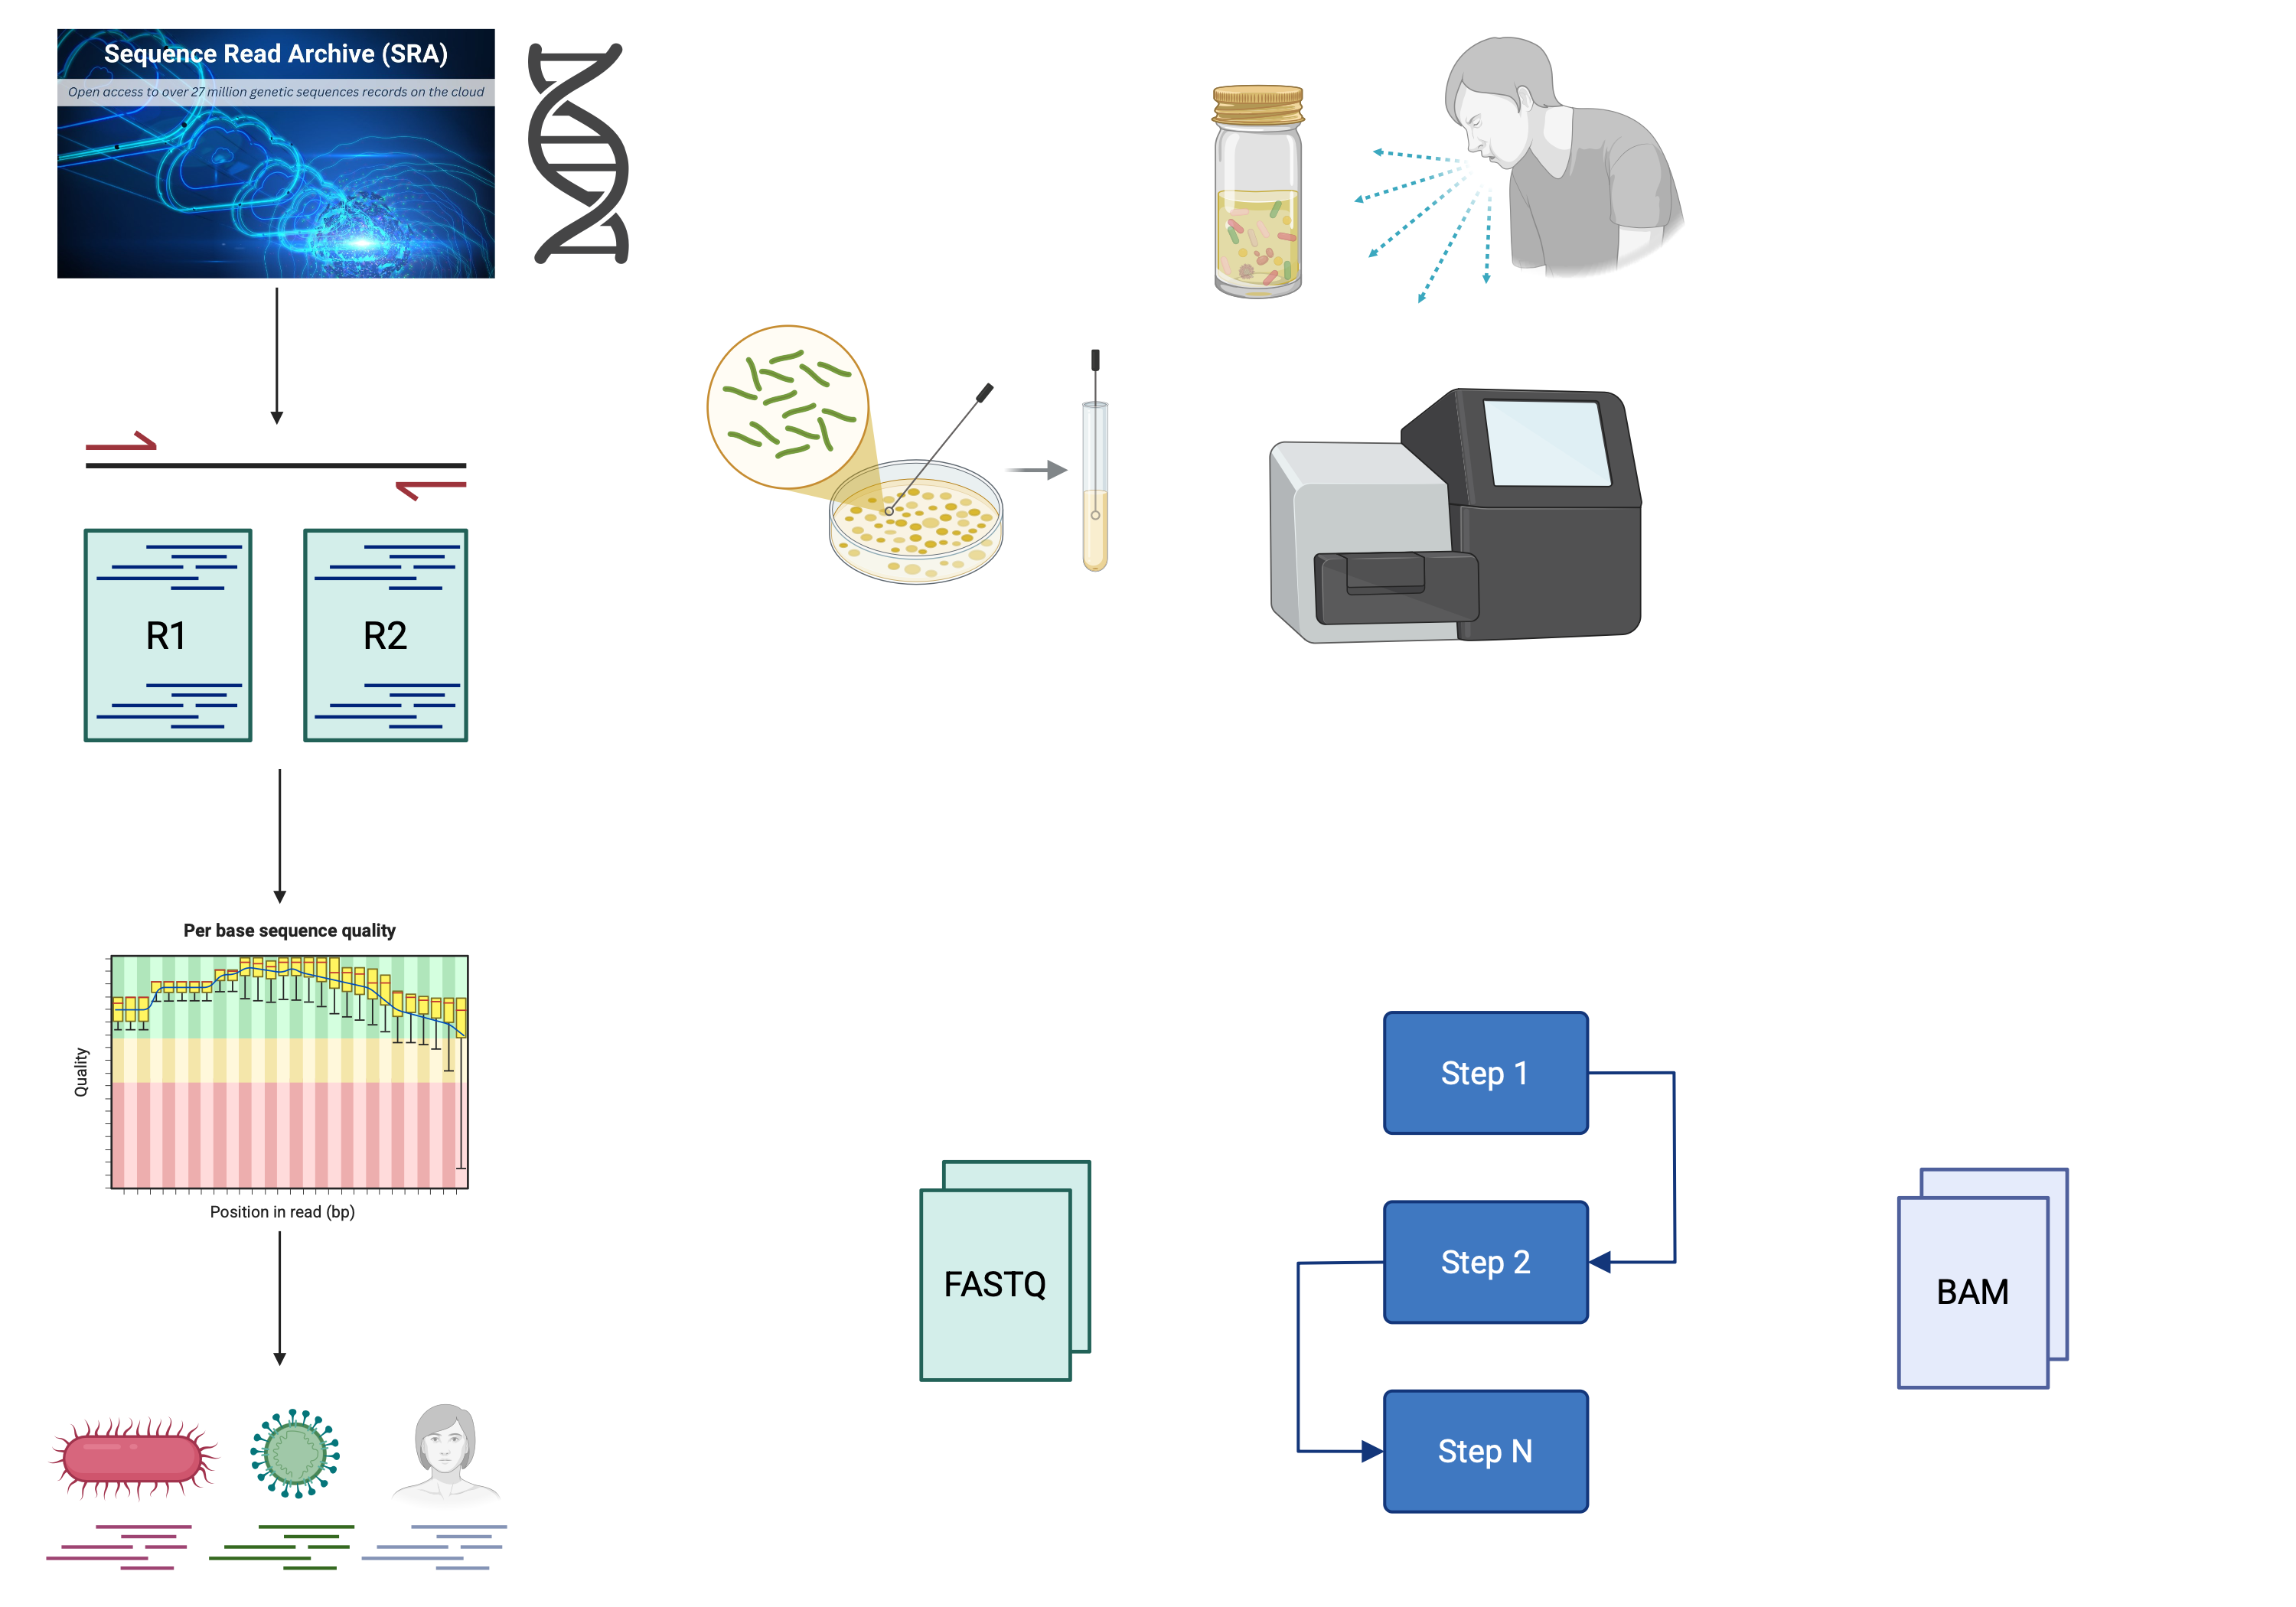 Sequence Read Archive (SRA)
Open access to over 27 million genetic sequences records on the cloud
R1
R2
Per base sequence quality
Quality
Position in read (bp)
FASTQ
Step 1
Step 2
Step N
BAM